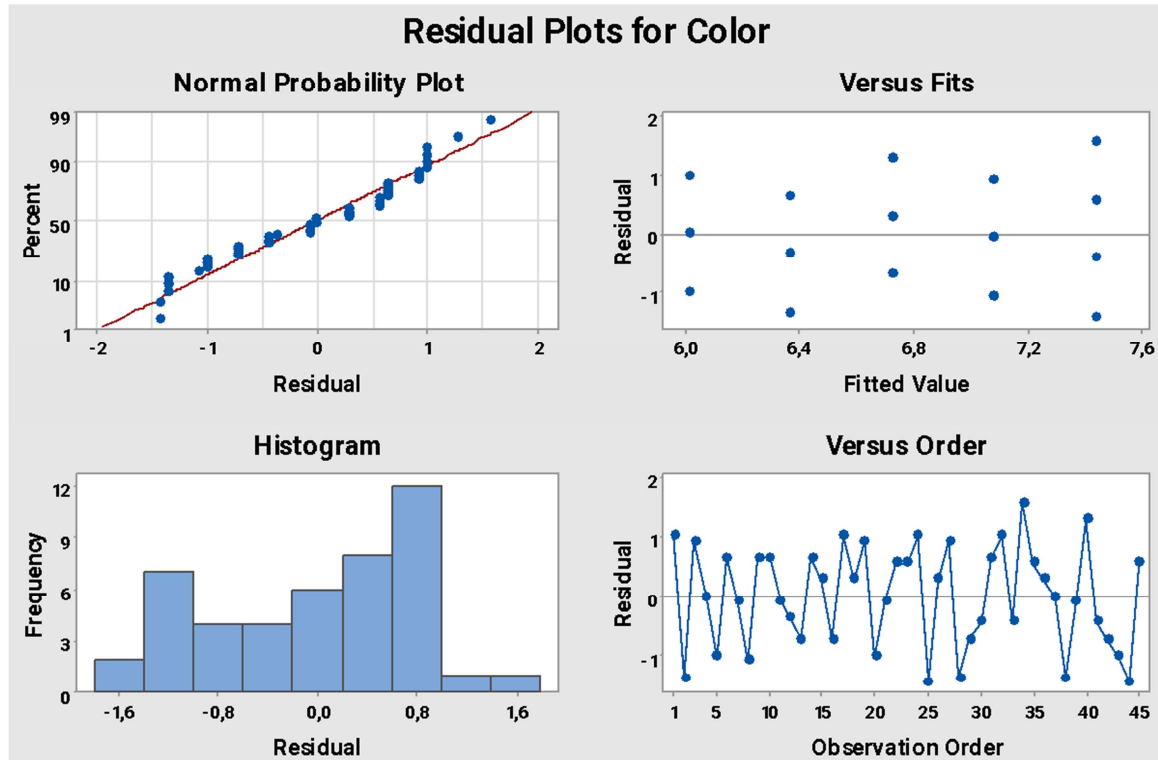 Residual Plots for Color
Normal Probability Plot
99
90
50
10
1
Percent
-2 -1 0 1 2
Residual
Versus Fits
2
1
0
-1
Residual
6,0 6,4 6,8 7,2 7,6
Fitted Value
Histogram
12
9
6
3
0
Frequency
-1,6 -0,8 0,0 0,8 1,6
Residual
Versus Order
2
1
0
-1
Residual
1 5 10 15 20 25 30 35 40 45
Observation Order